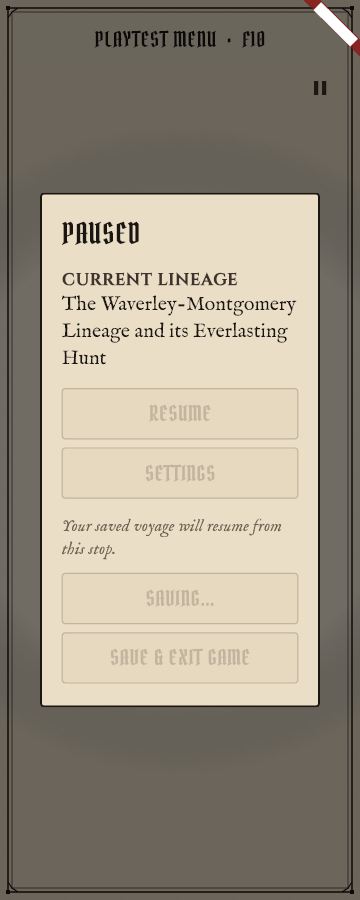 PLAYTEST MENU · F10
PAUSED
CURRENT LINEAGE
The Waverley-Montgomery
Lineage and its Everlasting
Hunt
RESUME
SETTINGS
Your saved voyage will resume from
this stop.
SAVING...
SAVE & EXIT GAME